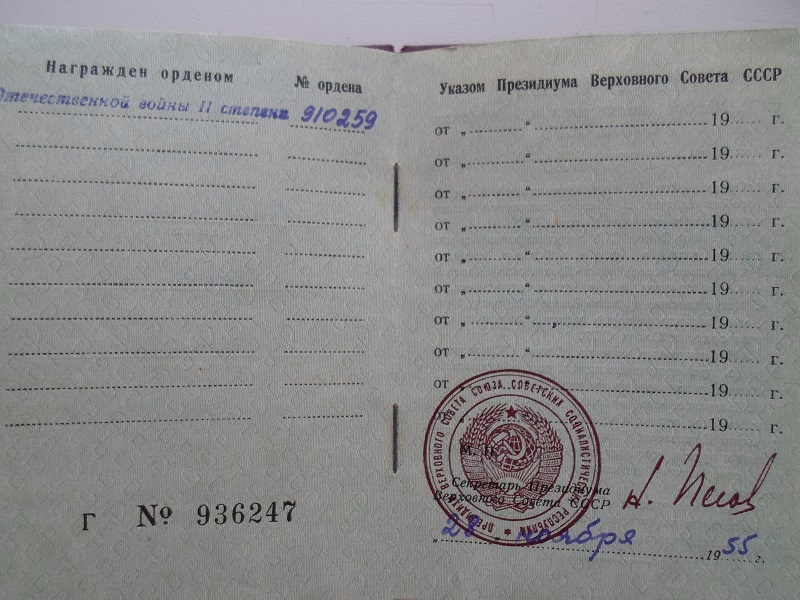 Награжден орденом
№ ордена
Отечественной войны II степени 910259
Г № 936247
Указом Президиума Верховного Совета СССР
от „ “ 19 г.
от „ “ 19 г.
от „ “ 19 г.
от „ “ 19 г.
от „ “ 19 г.
от „ “ 19 г.
от „ “ 19 г.
от „ “ 19 г.
от „ “ 19 г.
от „ 19 г.
М. П.
ПРЕЗИДИУМ ВЕРХОВНОГО СОВЕТА СОЮЗА СОВЕТСКИХ СОЦИАЛИСТИЧЕСКИХ РЕСПУБЛИК
Секретарь Президиума
Верховного Совета СССР
Н. Пегов
„28 ноября 1955 г.